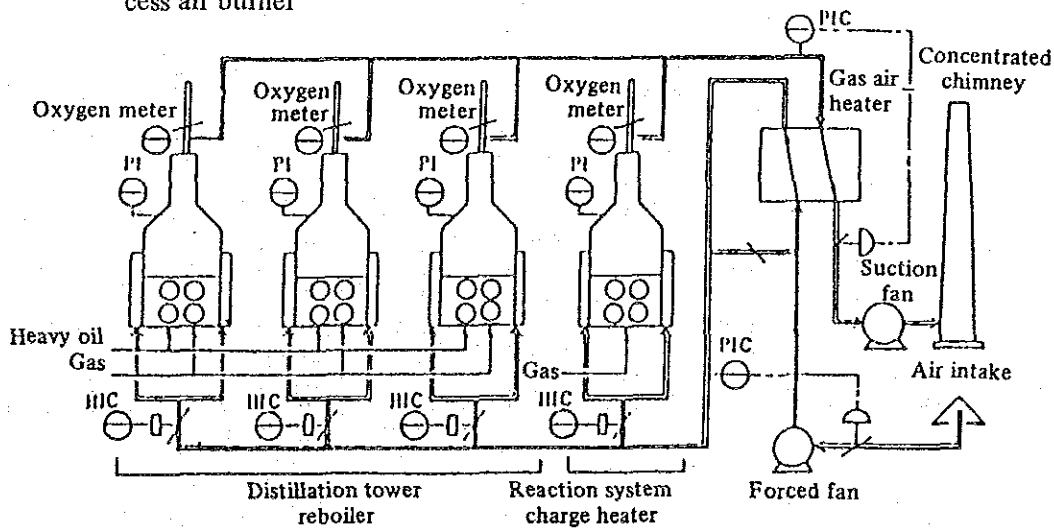 cess air burner
PIC
Concentrated
chimney
Gas air
heater
Oxygen meter
Oxygen
meter
Oxygen
meter
Oxygen
meter
PI
PI
PI
PI
Suction
fan
Heavy oil
Gas
Gas
PIC
Air intake
HIC
HIC
HIC
HIC
Distillation tower
reboiler
Reaction system
charge heater
Forced fan